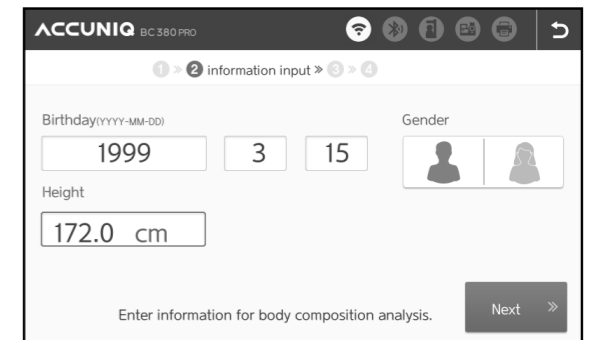 ACCUNIQ BC 380 PRO
1 » 2 information input » 3 » 4
Birthday(YYYY-MM-DD)
Gender
1999 3 15
Height
172.0 cm
Enter information for body composition analysis.
Next »